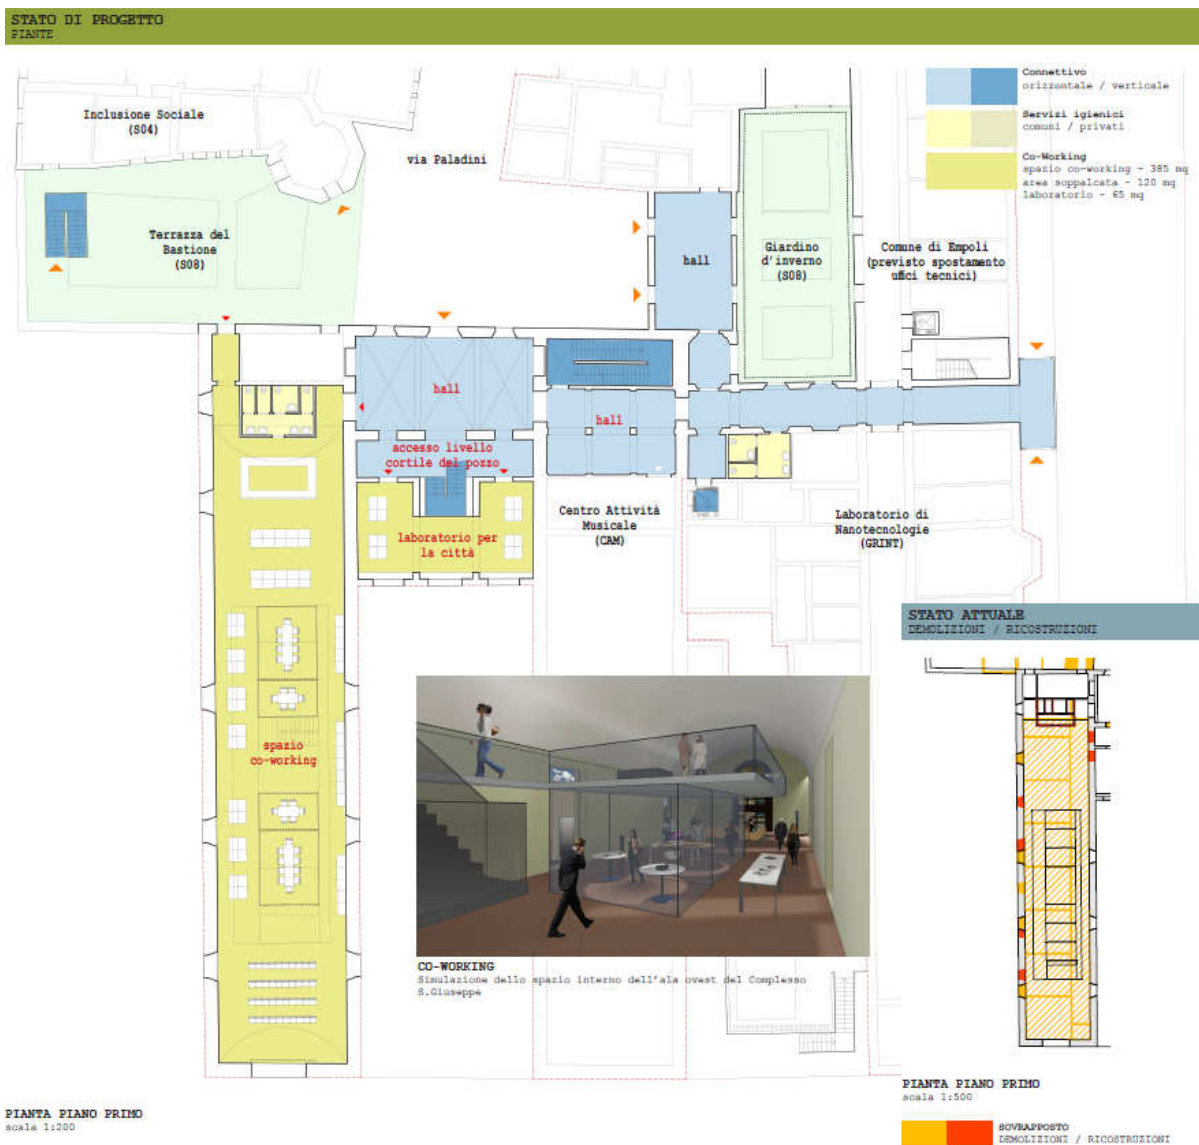 STATO DI PROGETTO
PIANTE
Connettivo
orizzontale / verticale
Servizi igienici
comuni / privati
Co-Working
spazio co-working - 385 mq
area soppalcata - 120 mq
laboratorio - 65 mq
Inclusione Sociale
(S04)
via Paladini
Terrazza del
Bastione
(S08)
hall
Giardino
d'inverno
(S08)
Comune di Empoli
(previsto spostamento
uffici tecnici)
hall
hall
accesso livello
cortile del pozzo
laboratorio per
la città
Centro Attività
Musicale
(CAM)
Laboratorio di
Nanotecnologie
(GRINT)
spazio
co-working
STATO ATTUALE
DEMOLIZIONI / RICOSTRUZIONI
CO-WORKING
Simulazione dello spazio interno dell'ala ovest del Complesso
S.Giuseppe
PIANTA PIANO PRIMO
scala 1:500
PIANTA PIANO PRIMO
scala 1:200
SOVRAPPOSTO
DEMOLIZIONI / RICOSTRUZIONI